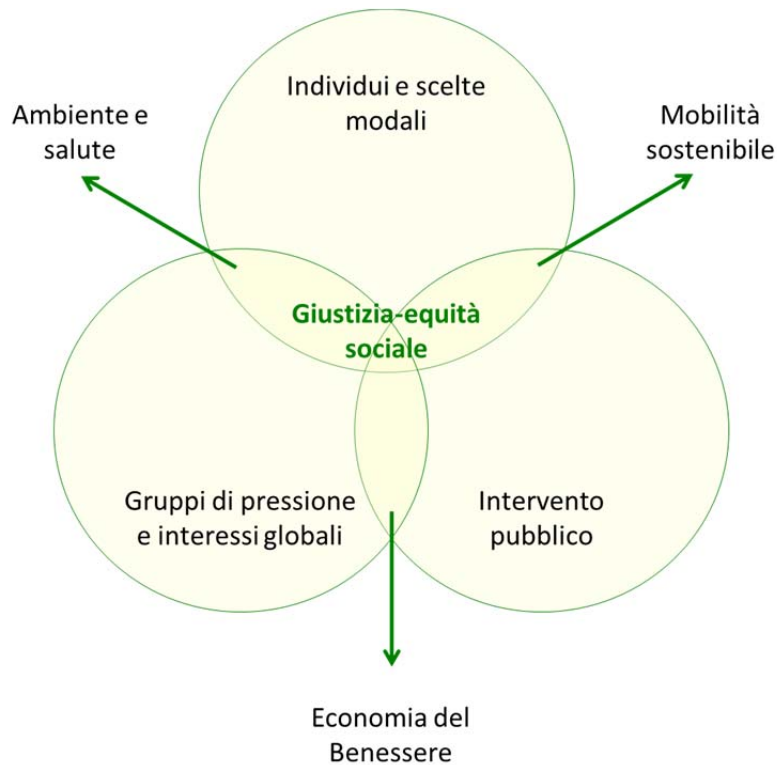 Individui e scelte
modali
Ambiente e
salute
Mobilità
sostenibile
Giustizia-equità
sociale
Gruppi di pressione
e interessi globali
Intervento
pubblico
Economia del
Benessere